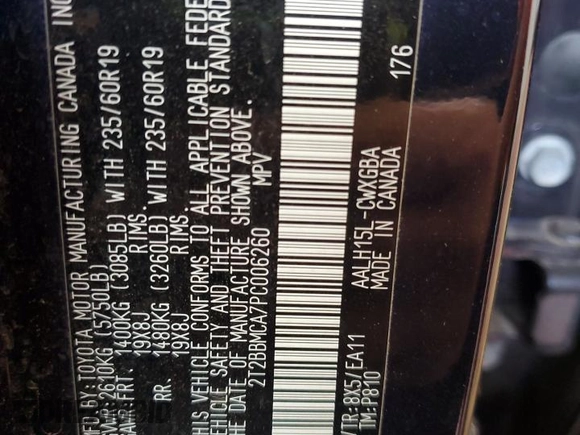 MFD BY: TOYOTA MOTOR MANUFACTURING CANADA INC
GVWR 2610KG (5750LB)
GAWR FRT. 1400KG (3085LB) WITH 235/60R19
19X8J RIMS,
RR. 1480KG (3260LB) WITH 235/60R19
19X8J RIMS,
THIS VEHICLE CONFORMS TO ALL APPLICABLE FEDE
VEHICLE SAFETY AND THEFT PREVENTION STANDARD
THE DATE OF MANUFACTURE SHOWN ABOVE.
2T2BBMCA7PC006260 MPV
C/TR: 8X5/EA11 AALH15L-CWXGBA
TM: P810 MADE IN CANADA
176